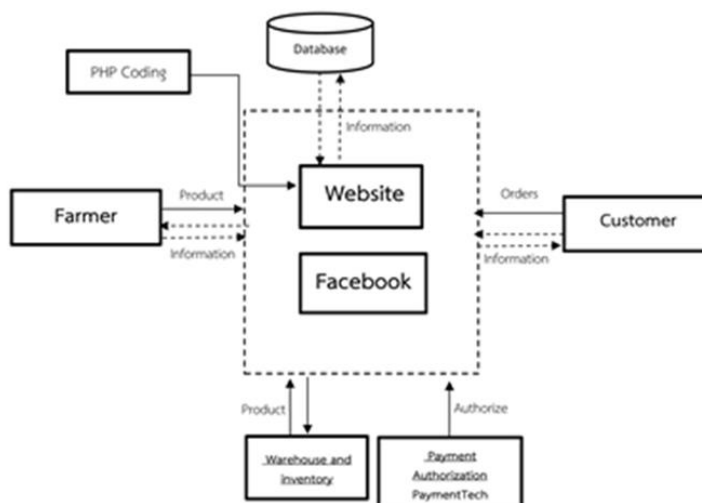 Database
PHP Coding
Information
Website
Product
Farmer
Information
Orders
Customer
Information
Facebook
Product
Authorize
Warehouse and
inventory
Payment
Authorization
PaymentTech